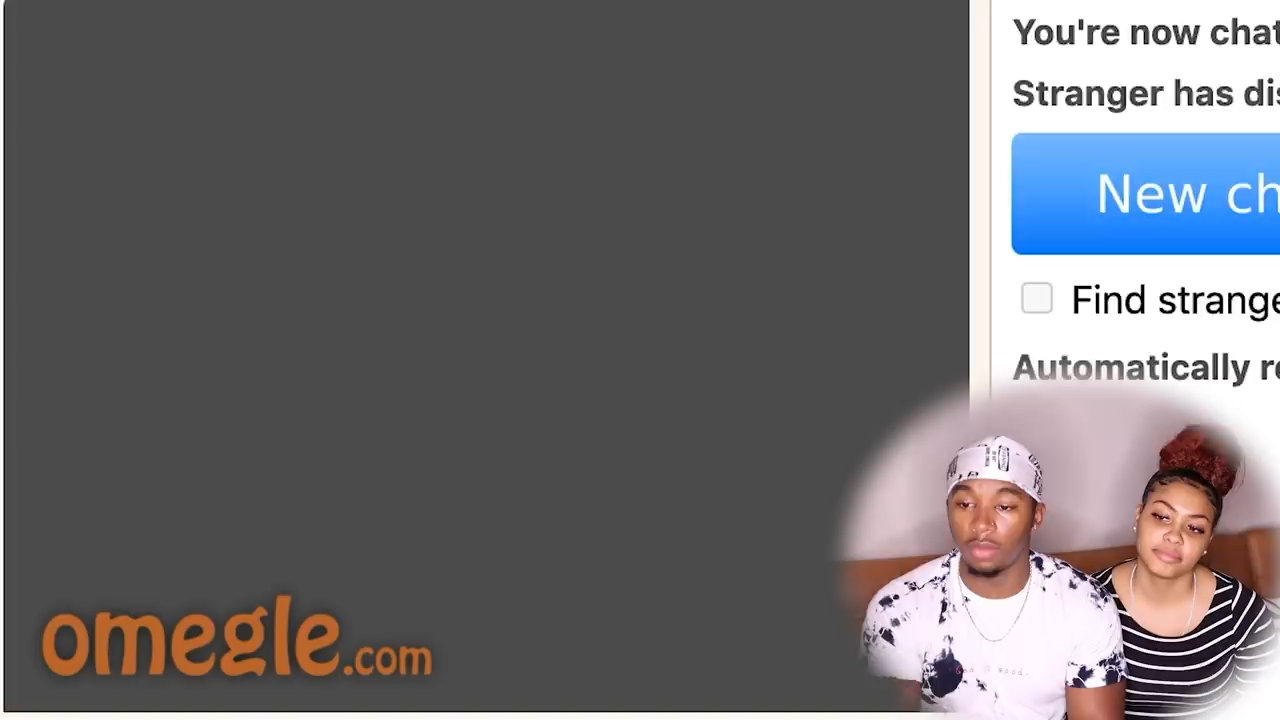 You're now chat
Stranger has dis
New ch
Find strange
Automatically re
omegle.com